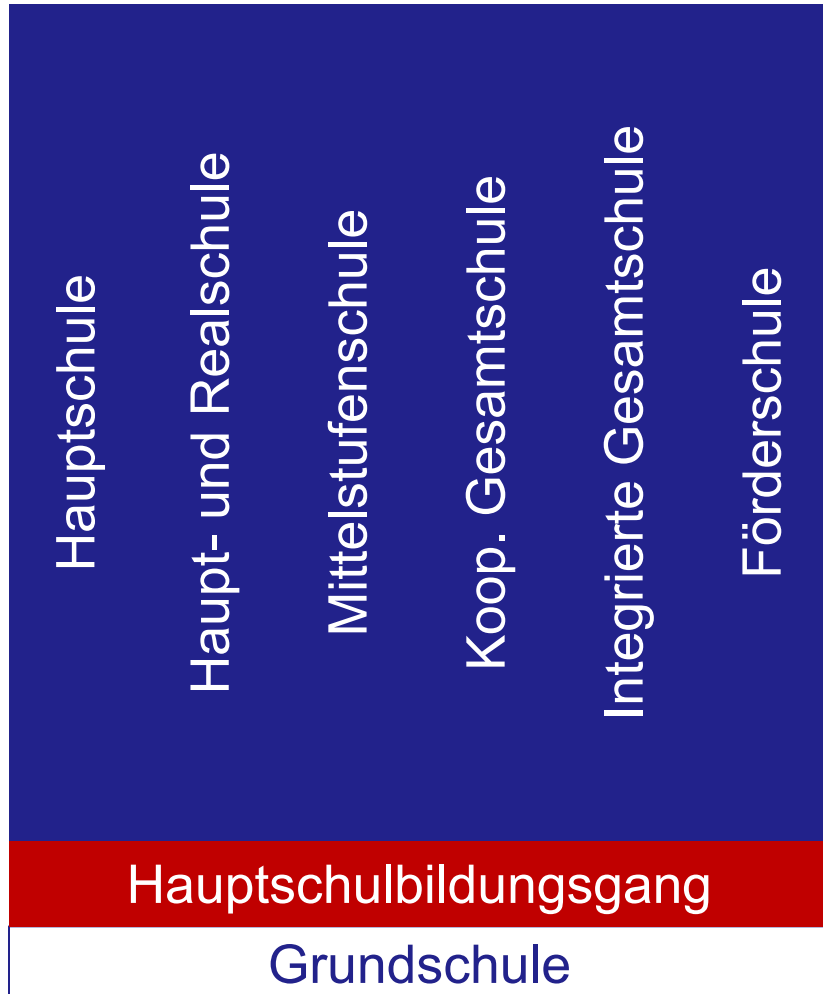 Hauptschule
Haupt- und Realschule
Mittelstufenschule
Koop. Gesamtschule
Integrierte Gesamtschule
Förderschule
Hauptschulbildungsgang
Grundschule